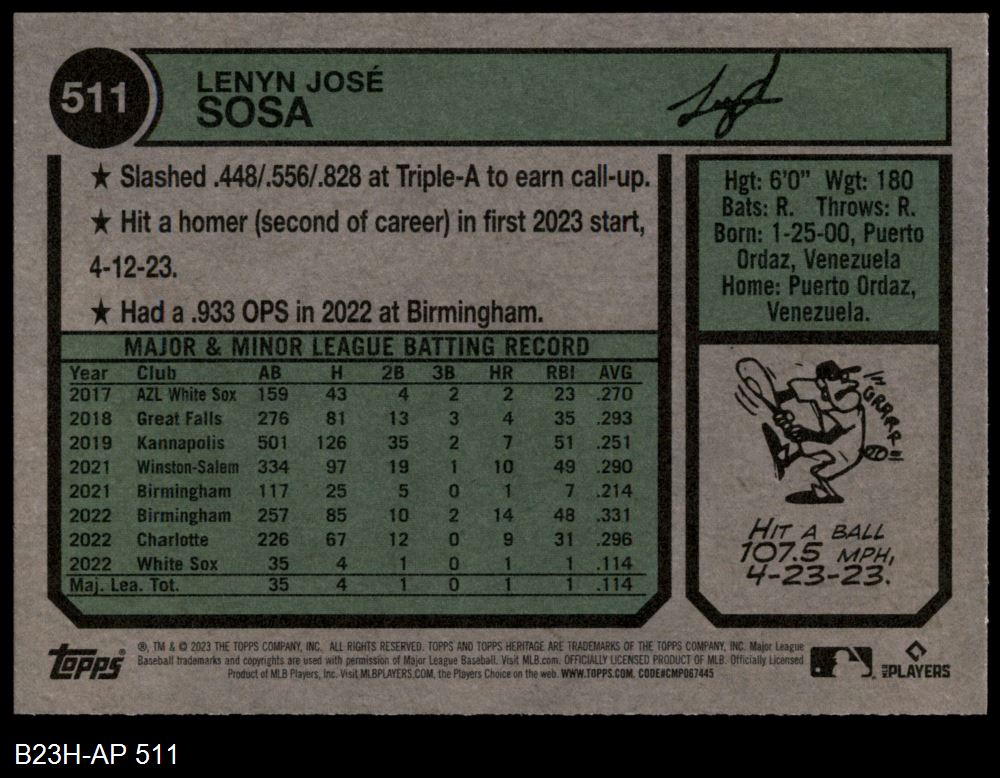 511
LENYN JOSÉ
SOSA
★ Slashed .448/.556/.828 at Triple-A to earn call-up.
★ Hit a homer (second of career) in first 2023 start,
4-12-23.
★ Had a .933 OPS in 2022 at Birmingham.
Hgt: 6'0" Wgt: 180
Bats: R. Throws: R.
Born: 1-25-00, Puerto
Ordaz, Venezuela
Home: Puerto Ordaz,
Venezuela.
MAJOR & MINOR LEAGUE BATTING RECORD
Year Club AB H 2B 3B HR RBI AVG
2017 AZL White Sox 159 43 4 2 2 23 .270
2018 Great Falls 276 81 13 3 4 35 .293
2019 Kannapolis 501 126 35 2 7 51 .251
2021 Winston-Salem 334 97 19 1 10 49 .290
2021 Birmingham 117 25 5 0 1 7 .214
2022 Birmingham 257 85 10 2 14 48 .331
2022 Charlotte 226 67 12 0 9 31 .296
2022 White Sox 35 4 1 0 1 1 .114
Maj. Lea. Tot. 35 4 1 0 1 1 .114
GRRRR!
HIT A BALL
107.5 MPH,
4-23-23.
Topps®
®, TM & © 2023 THE TOPPS COMPANY, INC. ALL RIGHTS RESERVED. TOPPS AND TOPPS HERITAGE ARE TRADEMARKS OF THE TOPPS COMPANY, INC. Major League
Baseball trademarks and copyrights are used with permission of Major League Baseball. Visit MLB.com. OFFICIALLY LICENSED PRODUCT OF MLB. Officially Licensed
Product of MLB Players, Inc. Visit MLBPLAYERS.COM, the Players Choice on the web. WWW.TOPPS.COM. CODE#CMP067445
MLB PLAYERS
B23H-AP 511